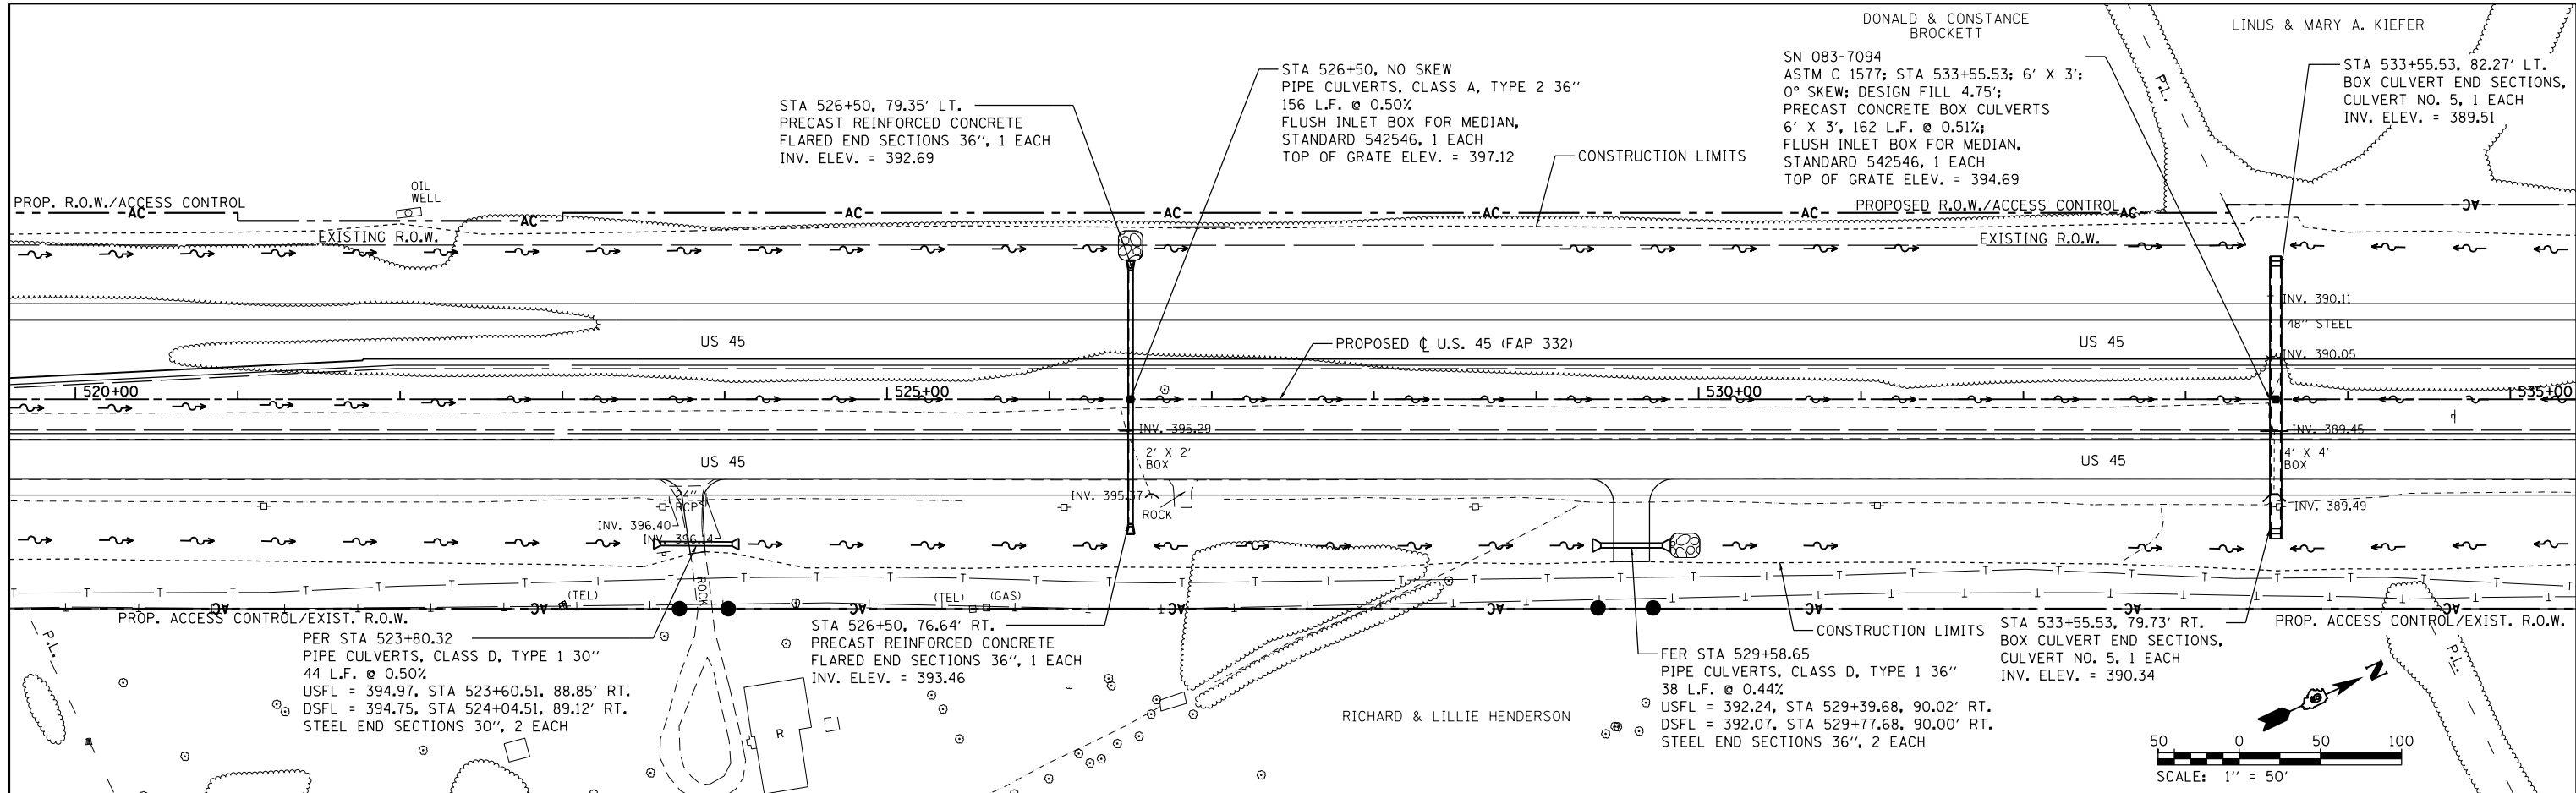 DONALD & CONSTANCE
BROCKETT
LINUS & MARY A. KIEFER
STA 526+50, 79.35' LT.
PRECAST REINFORCED CONCRETE
FLARED END SECTIONS 36", 1 EACH
INV. ELEV. = 392.69
STA 526+50, NO SKEW
PIPE CULVERTS, CLASS A, TYPE 2 36"
156 L.F. @ 0.50%
FLUSH INLET BOX FOR MEDIAN,
STANDARD 542546, 1 EACH
TOP OF GRATE ELEV. = 397.12
CONSTRUCTION LIMITS
SN 083-7094
ASTM C 1577; STA 533+55.53; 6' X 3';
0° SKEW; DESIGN FILL 4.75';
PRECAST CONCRETE BOX CULVERTS
6' X 3', 162 L.F. @ 0.51%;
FLUSH INLET BOX FOR MEDIAN,
STANDARD 542546, 1 EACH
TOP OF GRATE ELEV. = 394.69
P.L.
STA 533+55.53, 82.27' LT.
BOX CULVERT END SECTIONS,
CULVERT NO. 5, 1 EACH
INV. ELEV. = 389.51
OIL
WELL
PROP. R.O.W./ACCESS CONTROL
AC
AC
AC
AC
AC
AC
PROPOSED R.O.W./ACCESS CONTROL
AC
AC
EXISTING R.O.W.
EXISTING R.O.W.
INV. 390.11
48" STEEL
US 45
PROPOSED ℄ U.S. 45 (FAP 332)
US 45
INV. 390.05
520+00
525+00
530+00
535+00
INV. 395.29
INV. 389.45
2' X 2'
BOX
4' X 4'
BOX
US 45
US 45
24"
RCP
INV. 395.37
ROCK
INV. 389.49
INV. 396.40
INV. 396.14
T T T T T T T T T T T T T T T T T T
ROCK
(TEL)
(TEL)
(GAS)
AC
AC
AC
AC
AC
AC
AC
AC
PROP. ACCESS CONTROL/EXIST. R.O.W.
PROP. ACCESS CONTROL/EXIST. R.O.W.
P.L.
PER STA 523+80.32
PIPE CULVERTS, CLASS D, TYPE 1 30"
44 L.F. @ 0.50%
USFL = 394.97, STA 523+60.51, 88.85' RT.
DSFL = 394.75, STA 524+04.51, 89.12' RT.
STEEL END SECTIONS 30", 2 EACH
STA 526+50, 76.64' RT.
PRECAST REINFORCED CONCRETE
FLARED END SECTIONS 36", 1 EACH
INV. ELEV. = 393.46
R
RICHARD & LILLIE HENDERSON
CONSTRUCTION LIMITS
FER STA 529+58.65
PIPE CULVERTS, CLASS D, TYPE 1 36"
38 L.F. @ 0.44%
USFL = 392.24, STA 529+39.68, 90.02' RT.
DSFL = 392.07, STA 529+77.68, 90.00' RT.
STEEL END SECTIONS 36", 2 EACH
STA 533+55.53, 79.73' RT.
BOX CULVERT END SECTIONS,
CULVERT NO. 5, 1 EACH
INV. ELEV. = 390.34
P.L.
N
50 0 50 100
SCALE: 1" = 50'